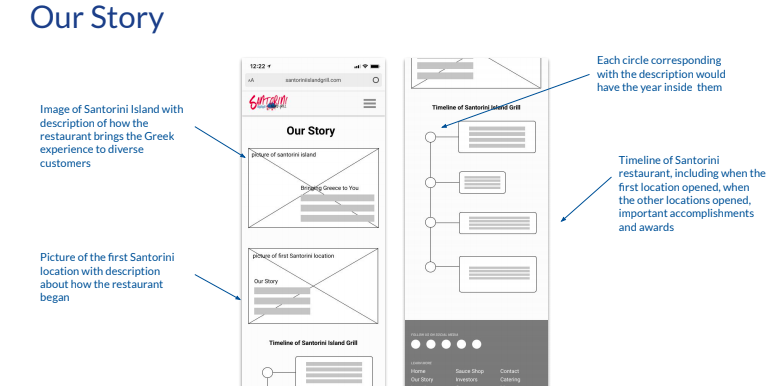 Our Story
Image of Santorini Island with
description of how the
restaurant brings the Greek
experience to diverse
customers
Picture of the first Santorini
location with description
about how the restaurant
began
12:22
AA
santoriniislandgrill.com
Santorini
Our Story
picture of santorini island
Bringing Greece to You
picture of first Santorini location
Our Story
Timeline of Santorini Island Grill
Timeline of Santorini Island Grill
FOLLOW US ON SOCIAL MEDIA
LEARN MORE
Home Sauce Shop Contact
Our Story Investors Catering
Each circle corresponding
with the description would
have the year inside them
Timeline of Santorini
restaurant, including when the
first location opened, when
the other locations opened,
important accomplishments
and awards